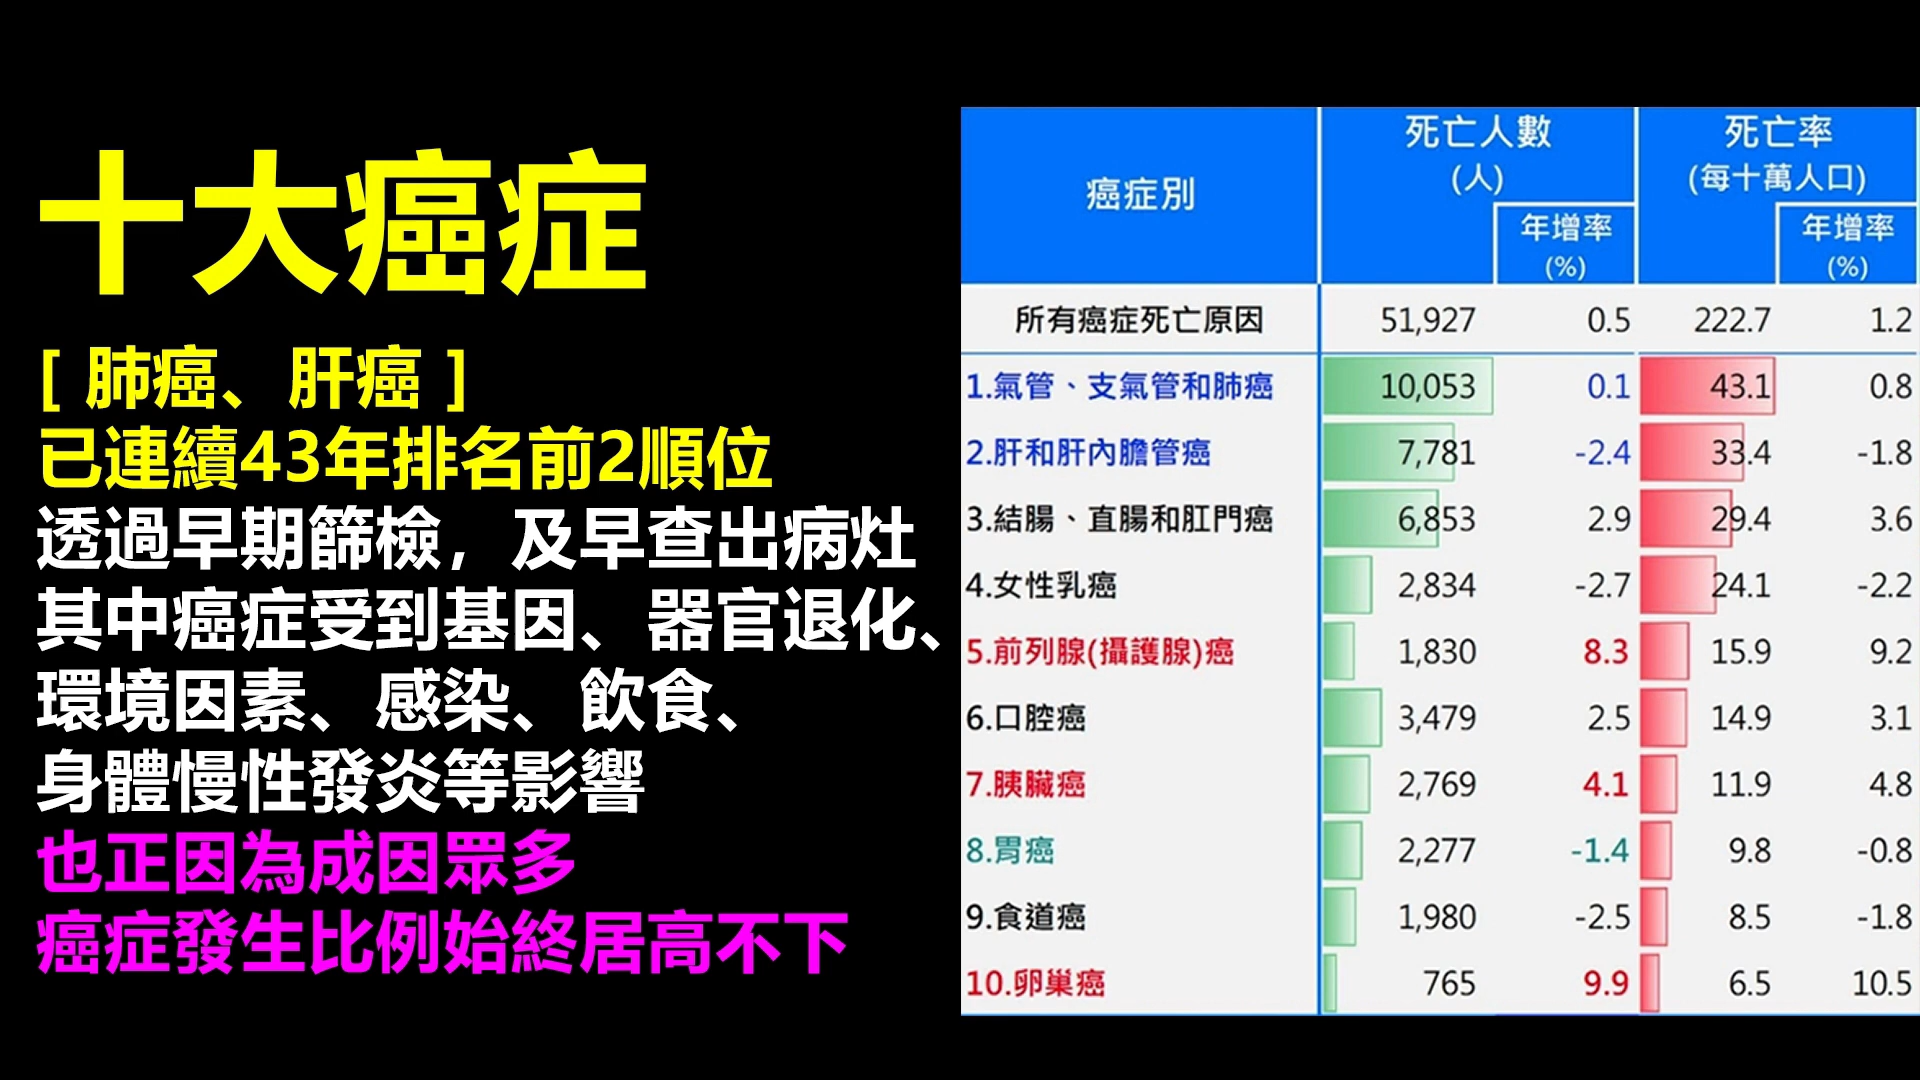 十大癌症
[ 肺癌、肝癌 ]
已連續43年排名前2順位
透過早期篩檢，及早查出病灶
其中癌症受到基因、器官退化、
環境因素、感染、飲食、
身體慢性發炎等影響
也正因為成因眾多
癌症發生比例始終居高不下
癌症別 死亡人數 (人) 年增率 (%) 死亡率 (每十萬人口) 年增率 (%)
所有癌症死亡原因 51,927 0.5 222.7 1.2
1.氣管、支氣管和肺癌 10,053 0.1 43.1 0.8
2.肝和肝內膽管癌 7,781 -2.4 33.4 -1.8
3.結腸、直腸和肛門癌 6,853 2.9 29.4 3.6
4.女性乳癌 2,834 -2.7 24.1 -2.2
5.前列腺(攝護腺)癌 1,830 8.3 15.9 9.2
6.口腔癌 3,479 2.5 14.9 3.1
7.胰臟癌 2,769 4.1 11.9 4.8
8.胃癌 2,277 -1.4 9.8 -0.8
9.食道癌 1,980 -2.5 8.5 -1.8
10.卵巢癌 765 9.9 6.5 10.5